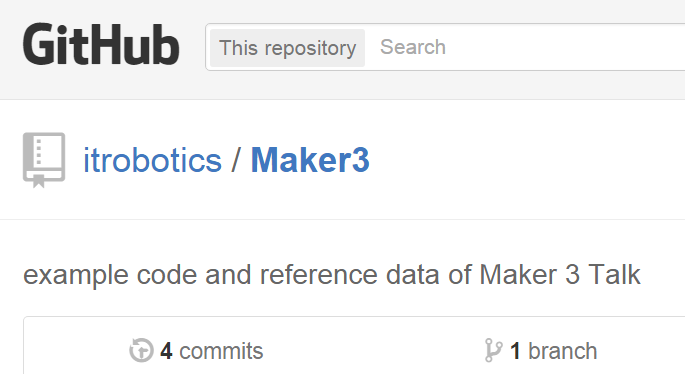 GitHub This repository Search
itrobotics / Maker3
example code and reference data of Maker 3 Talk
4 commits 1 branch